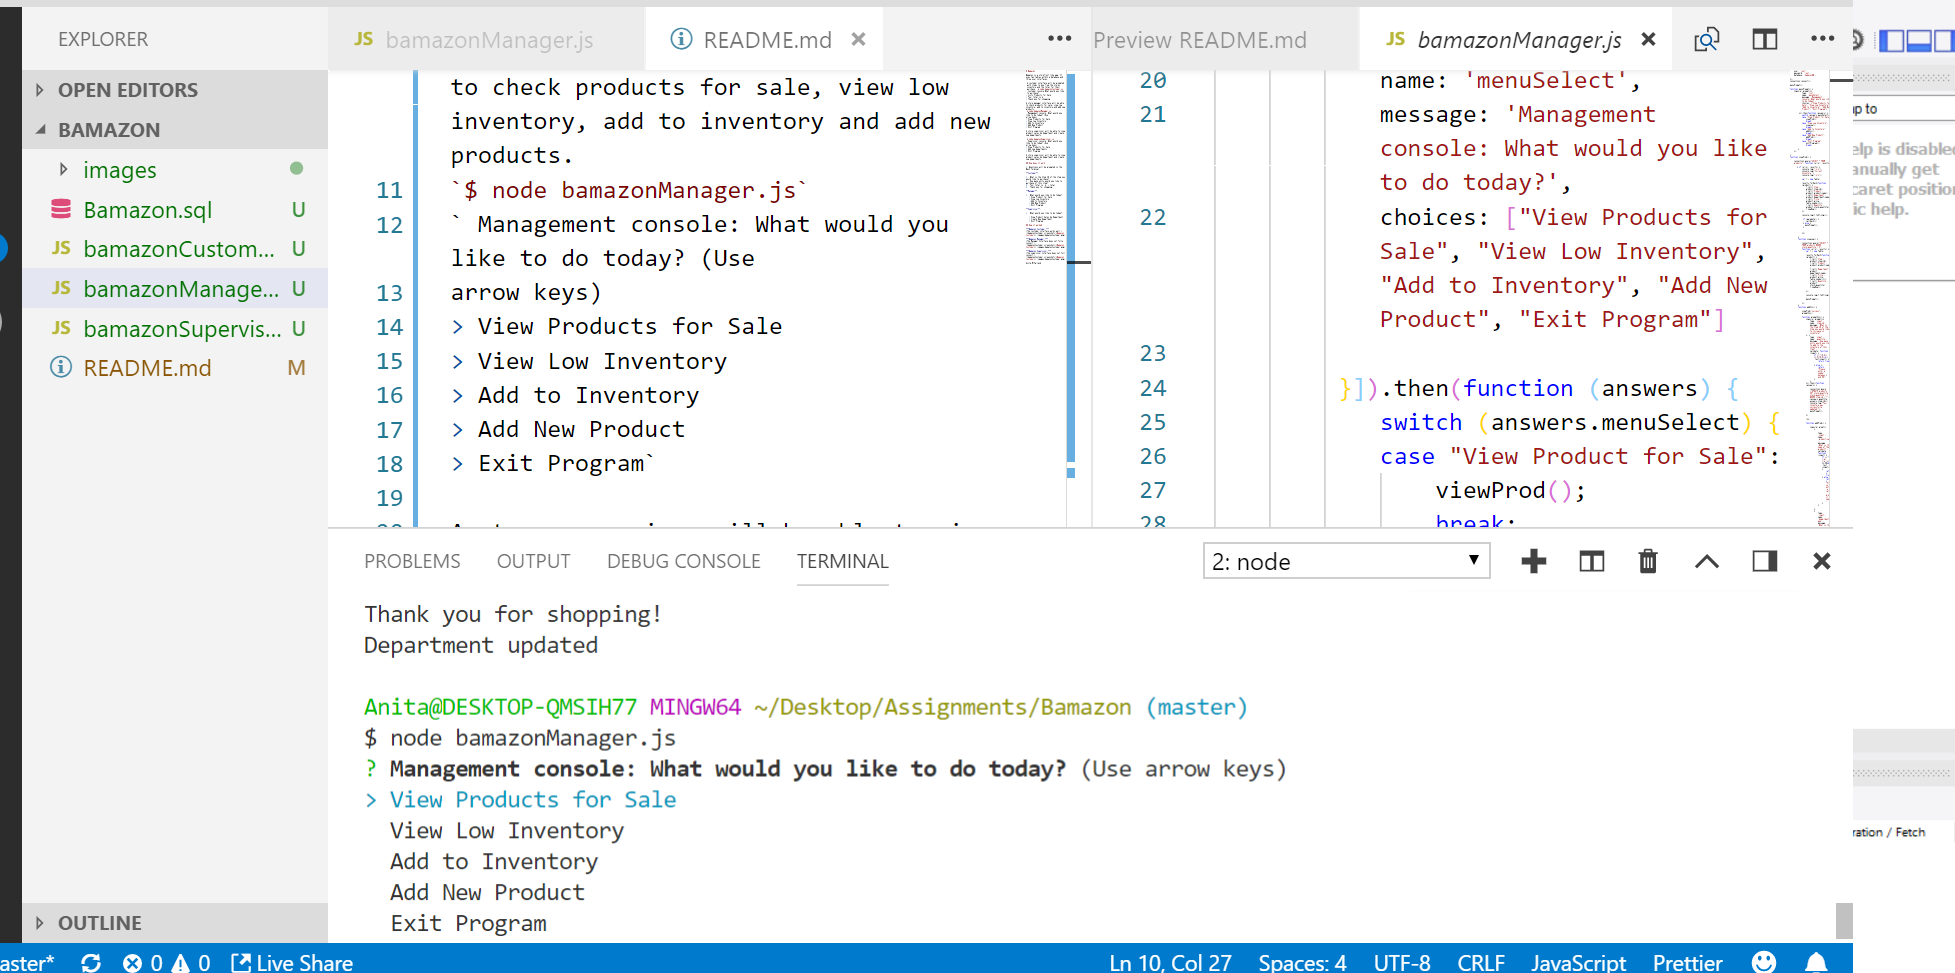 EXPLORER
OPEN EDITORS
BAMAZON
images
Bamazon.sql U
JS bamazonCustom... U
JS bamazonManage... U
JS bamazonSupervis... U
README.md M
OUTLINE
JS bamazonManager.js
README.md
to check products for sale, view low
inventory, add to inventory and add new
products.
11 `$ node bamazonManager.js`
12 ` Management console: What would you
like to do today? (Use
13 arrow keys)
14 > View Products for Sale
15 > View Low Inventory
16 > Add to Inventory
17 > Add New Product
18 > Exit Program`
19
Preview README.md
JS bamazonManager.js
20 name: 'menuSelect',
21 message: 'Management
console: What would you like
to do today?',
22 choices: ["View Products for
Sale", "View Low Inventory",
"Add to Inventory", "Add New
Product", "Exit Program"]
23
24 }]).then(function (answers) {
25 switch (answers.menuSelect) {
26 case "View Product for Sale":
27 viewProd();
28 break;
PROBLEMS OUTPUT DEBUG CONSOLE TERMINAL
2: node
Thank you for shopping!
Department updated
Anita@DESKTOP-QMSIH77 MINGW64 ~/Desktop/Assignments/Bamazon (master)
$ node bamazonManager.js
? Management console: What would you like to do today? (Use arrow keys)
> View Products for Sale
View Low Inventory
Add to Inventory
Add New Product
Exit Program
aster* 0 0 Live Share
Ln 10, Col 27 Spaces: 4 UTF-8 CRLF JavaScript Prettier
p to
elp is disabled
anually get
caret position
ic help.
ration / Fetch